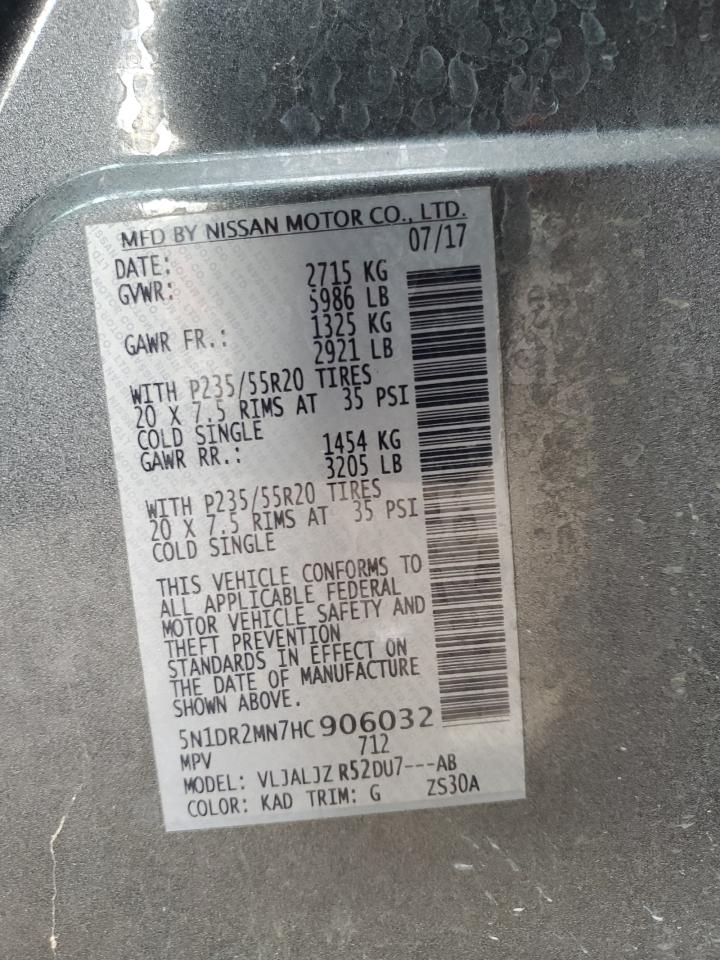 MFD BY NISSAN MOTOR CO., LTD.
DATE: 07/17
GVWR: 2715 KG
5986 LB
GAWR FR.: 1325 KG
2921 LB
WITH P235/55R20 TIRES
20 X 7.5 RIMS AT 35 PSI
COLD SINGLE
GAWR RR.: 1454 KG
3205 LB
WITH P235/55R20 TIRES
20 X 7.5 RIMS AT 35 PSI
COLD SINGLE
THIS VEHICLE CONFORMS TO
ALL APPLICABLE FEDERAL
MOTOR VEHICLE SAFETY AND
THEFT PREVENTION
STANDARDS IN EFFECT ON
THE DATE OF MANUFACTURE
SHOWN ABOVE.
5N1DR2MN7HC906032
MPV 712
MODEL: VLJALJZ R52DU7---AB
COLOR: KAD TRIM: G ZS30A